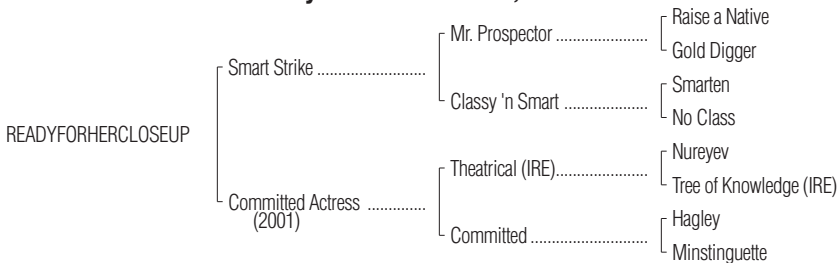 Raise a Native
Mr. Prospector ......................
Gold Digger
Smart Strike ..........................
Smarten
Classy 'n Smart ....................
No Class
READYFORHERCLOSEUP
Nureyev
Theatrical (IRE)......................
Tree of Knowledge (IRE)
Committed Actress ..............
(2001)
Hagley
Committed ............................
Minstinguette